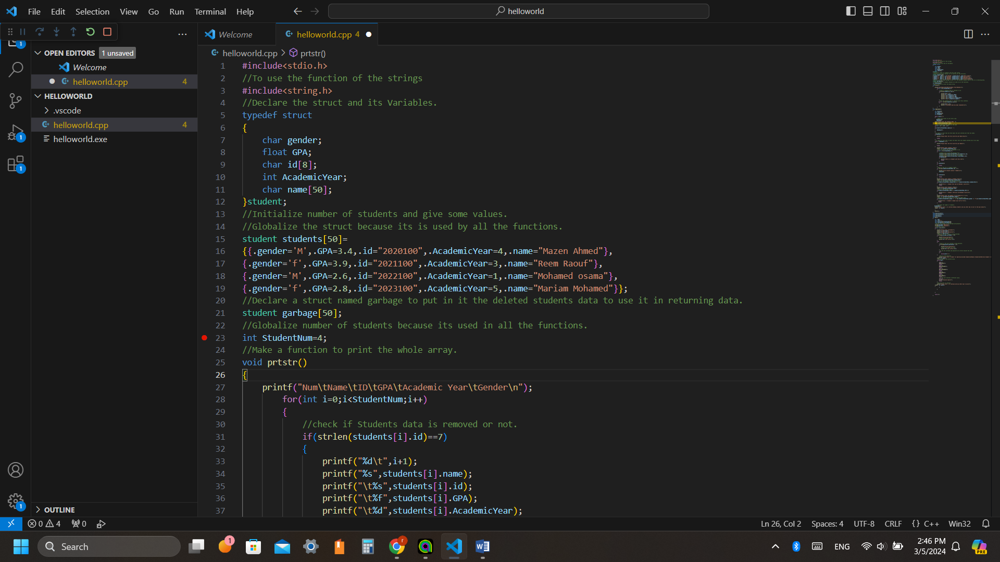 File Edit Selection View Go Run Terminal Help
helloworld
Welcome
helloworld.cpp 4
OPEN EDITORS 1 unsaved
Welcome
helloworld.cpp 4
HELLOWORLD
.vscode
helloworld.cpp 4
helloworld.exe
OUTLINE
1
1
1
1
helloworld.cpp > prtstr()
1 #include<stdio.h>
2 //To use the function of the strings
3 #include<string.h>
4 //Declare the struct and its Variables.
5 typedef struct
6 {
7 char gender;
8 float GPA;
9 char id[8];
10 int AcademicYear;
11 char name[50];
12 }student;
13 //Initialize number of students and give some values.
14 //Globalize the struct because its is used by all the functions.
15 student students[50]=
16 {{.gender='M',.GPA=3.4,.id="2020100",.AcademicYear=4,.name="Mazen Ahmed"},
17 {.gender='f',.GPA=3.9,.id="2021100",.AcademicYear=3,.name="Reem Raouf"},
18 {.gender='M',.GPA=2.6,.id="2022100",.AcademicYear=1,.name="Mohamed osama"},
19 {.gender='f',.GPA=2.8,.id="2023100",.AcademicYear=5,.name="Mariam Mohamed"}};
20 //Declare a struct named garbage to put in it the deleted students data to use it in returning data.
21 student garbage[50];
22 //Globalize number of students because its used in all the functions.
23 int StudentNum=4;
24 //Make a function to print the whole array.
25 void prtstr()
26 {
27 printf("Num\tName\tID\tGPA\tAcademic Year\tGender\n");
28 for(int i=0;i<StudentNum;i++)
29 {
30 //check if Students data is removed or not.
31 if(strlen(students[i].id)==7)
32 {
33 printf("%d\t",i+1);
34 printf("%s",students[i].name);
35 printf("\t%s",students[i].id);
36 printf("\t%f",students[i].GPA);
37 printf("\t%d",students[i].AcademicYear);
0 4 0
Ln 26, Col 2 Spaces: 4 UTF-8 CRLF {} C++ Win32
Search
1
r
ENG
2:46 PM
3/5/2024
PRE